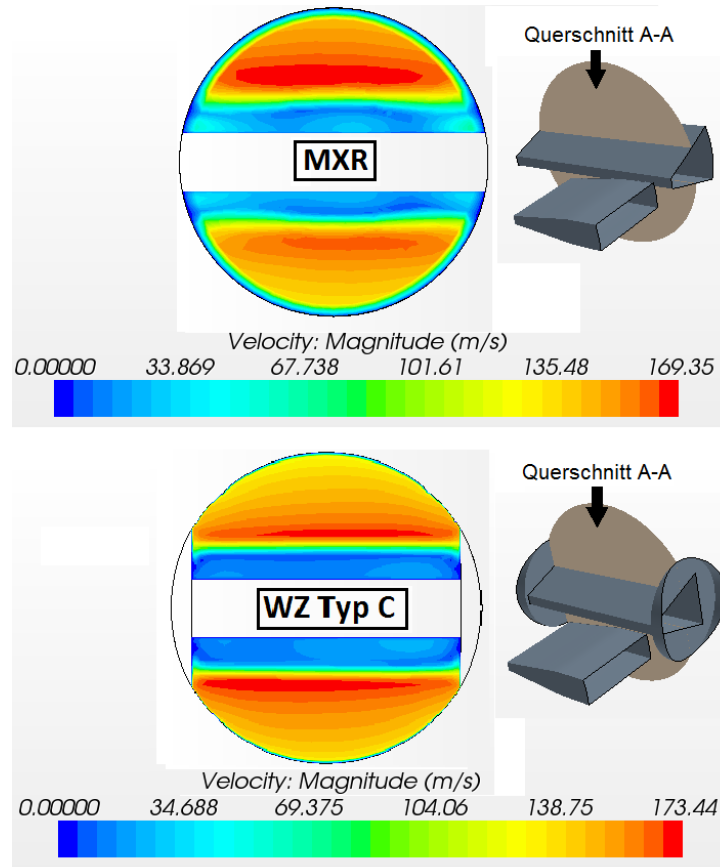 Querschnitt A-A
MXR
Velocity: Magnitude (m/s)
0.00000 33.869 67.738 101.61 135.48 169.35
Querschnitt A-A
WZ Typ C
Velocity: Magnitude (m/s)
0.00000 34.688 69.375 104.06 138.75 173.44